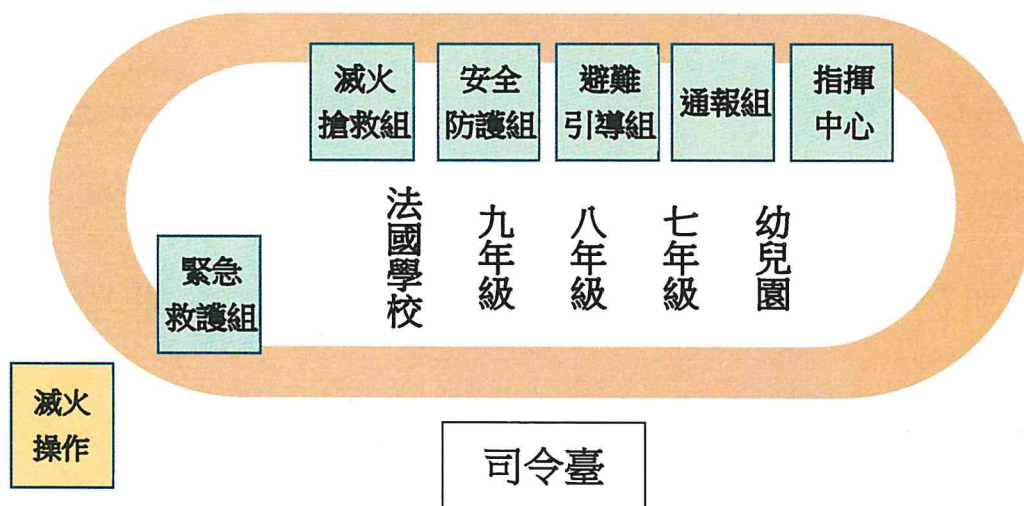 滅火
搶救組
安全
防護組
避難
引導組
通報組
指揮
中心
法國學校
九年級
八年級
七年級
幼兒園
緊急
救護組
滅火
操作
司令臺